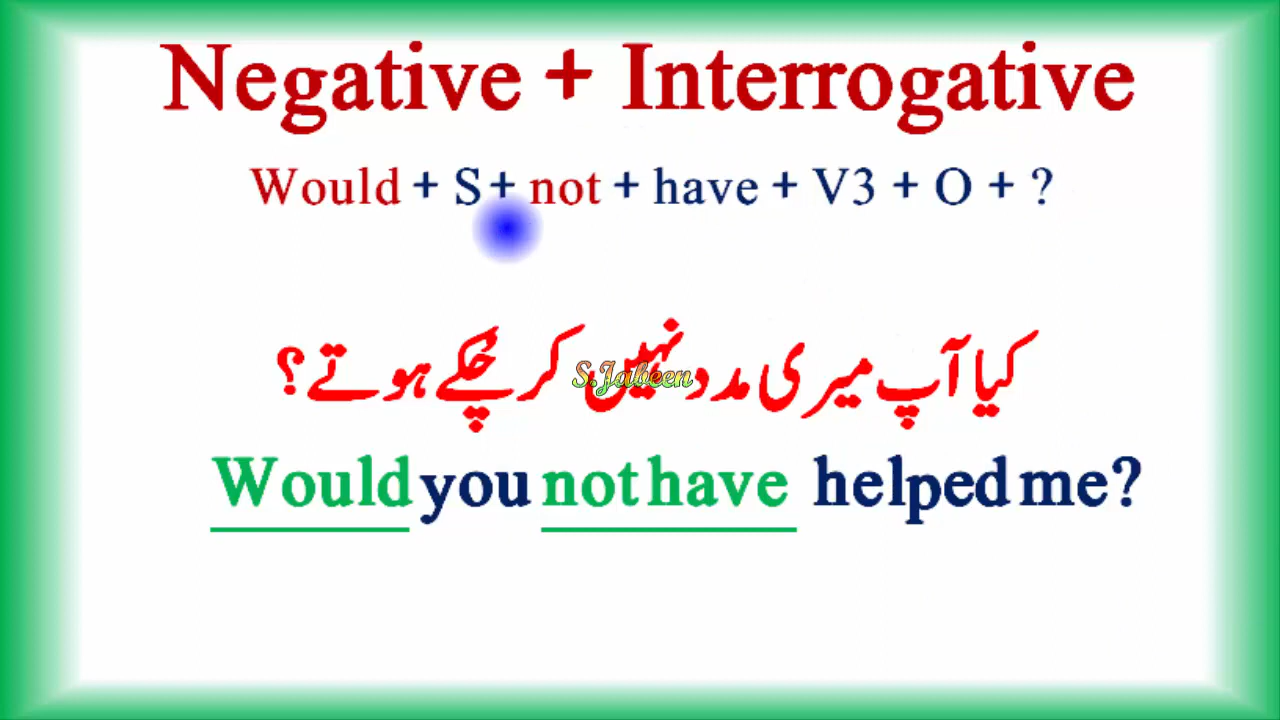 Negative + Interrogative
Would + S + not + have + V3 + O + ?
کیا آپ میری مدد نہیں کر چُکے ہوتے؟
S.Jabeen
Would you not have helped me?